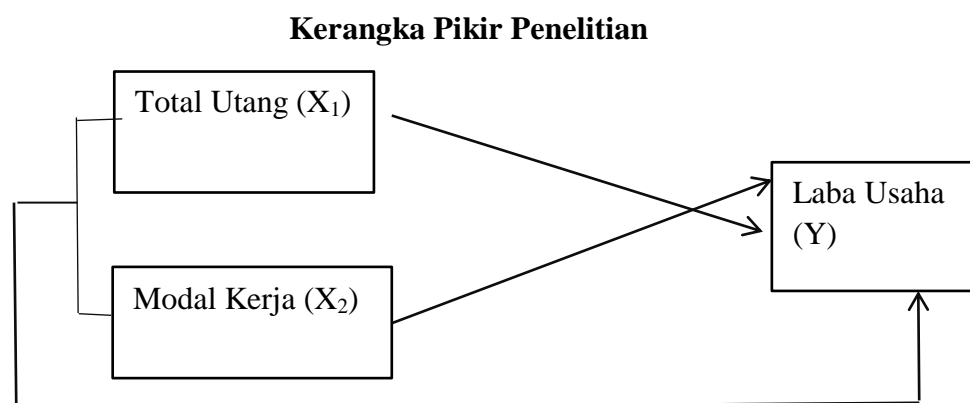 Kerangka Pikir Penelitian
Total Utang (X₁)
Modal Kerja (X₂)
Laba Usaha
(Y)